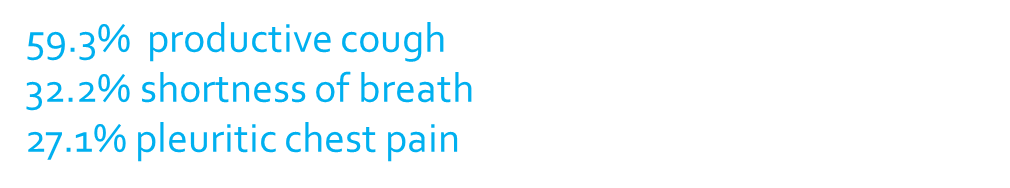 59.3% productive cough
32.2% shortness of breath
27.1% pleuritic chest pain